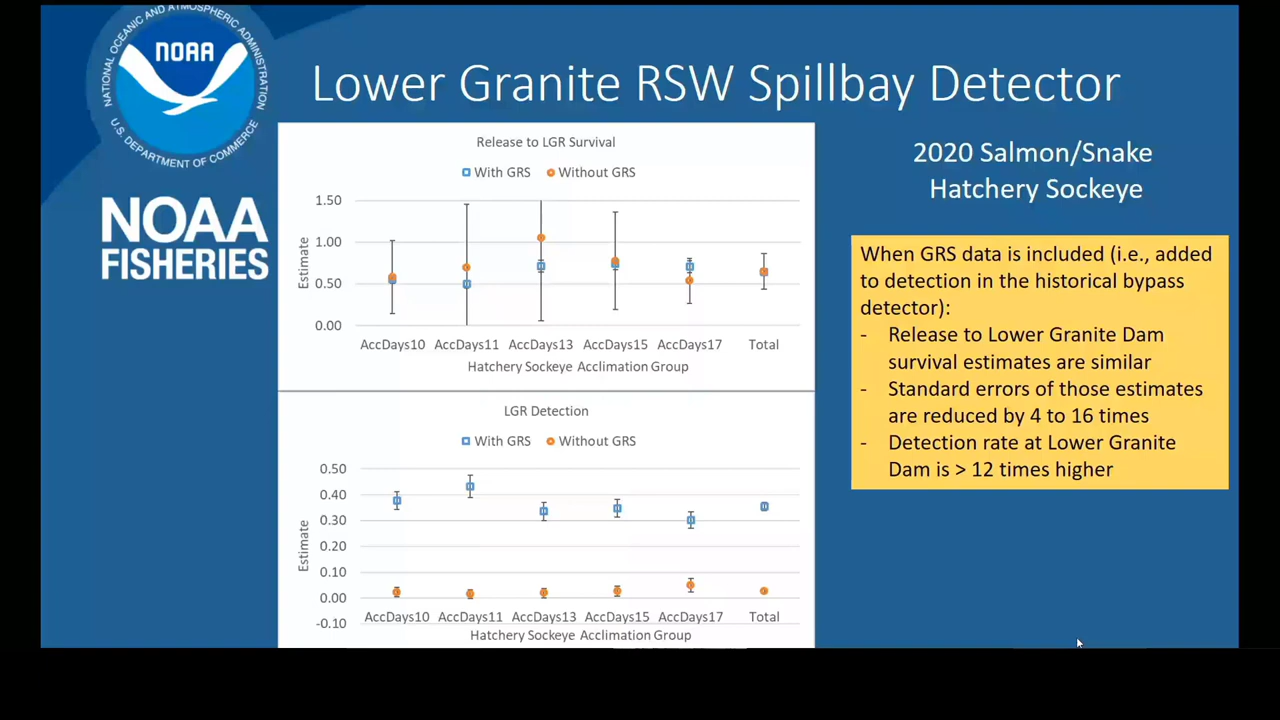 NATIONAL OCEANIC AND ATMOSPHERIC ADMINISTRATION
NOAA
U.S. DEPARTMENT OF COMMERCE
NOAA
FISHERIES
Lower Granite RSW Spillbay Detector
Release to LGR Survival
With GRS Without GRS
1.50
1.00
0.50
0.00
Estimate
AccDays10 AccDays11 AccDays13 AccDays15 AccDays17 Total
Hatchery Sockeye Acclimation Group
LGR Detection
With GRS Without GRS
0.50
0.40
0.30
0.20
0.10
0.00
-0.10
Estimate
AccDays10 AccDays11 AccDays13 AccDays15 AccDays17 Total
Hatchery Sockeye Acclimation Group
2020 Salmon/Snake
Hatchery Sockeye
When GRS data is included (i.e., added
to detection in the historical bypass
detector):
- Release to Lower Granite Dam
survival estimates are similar
- Standard errors of those estimates
are reduced by 4 to 16 times
- Detection rate at Lower Granite
Dam is > 12 times higher